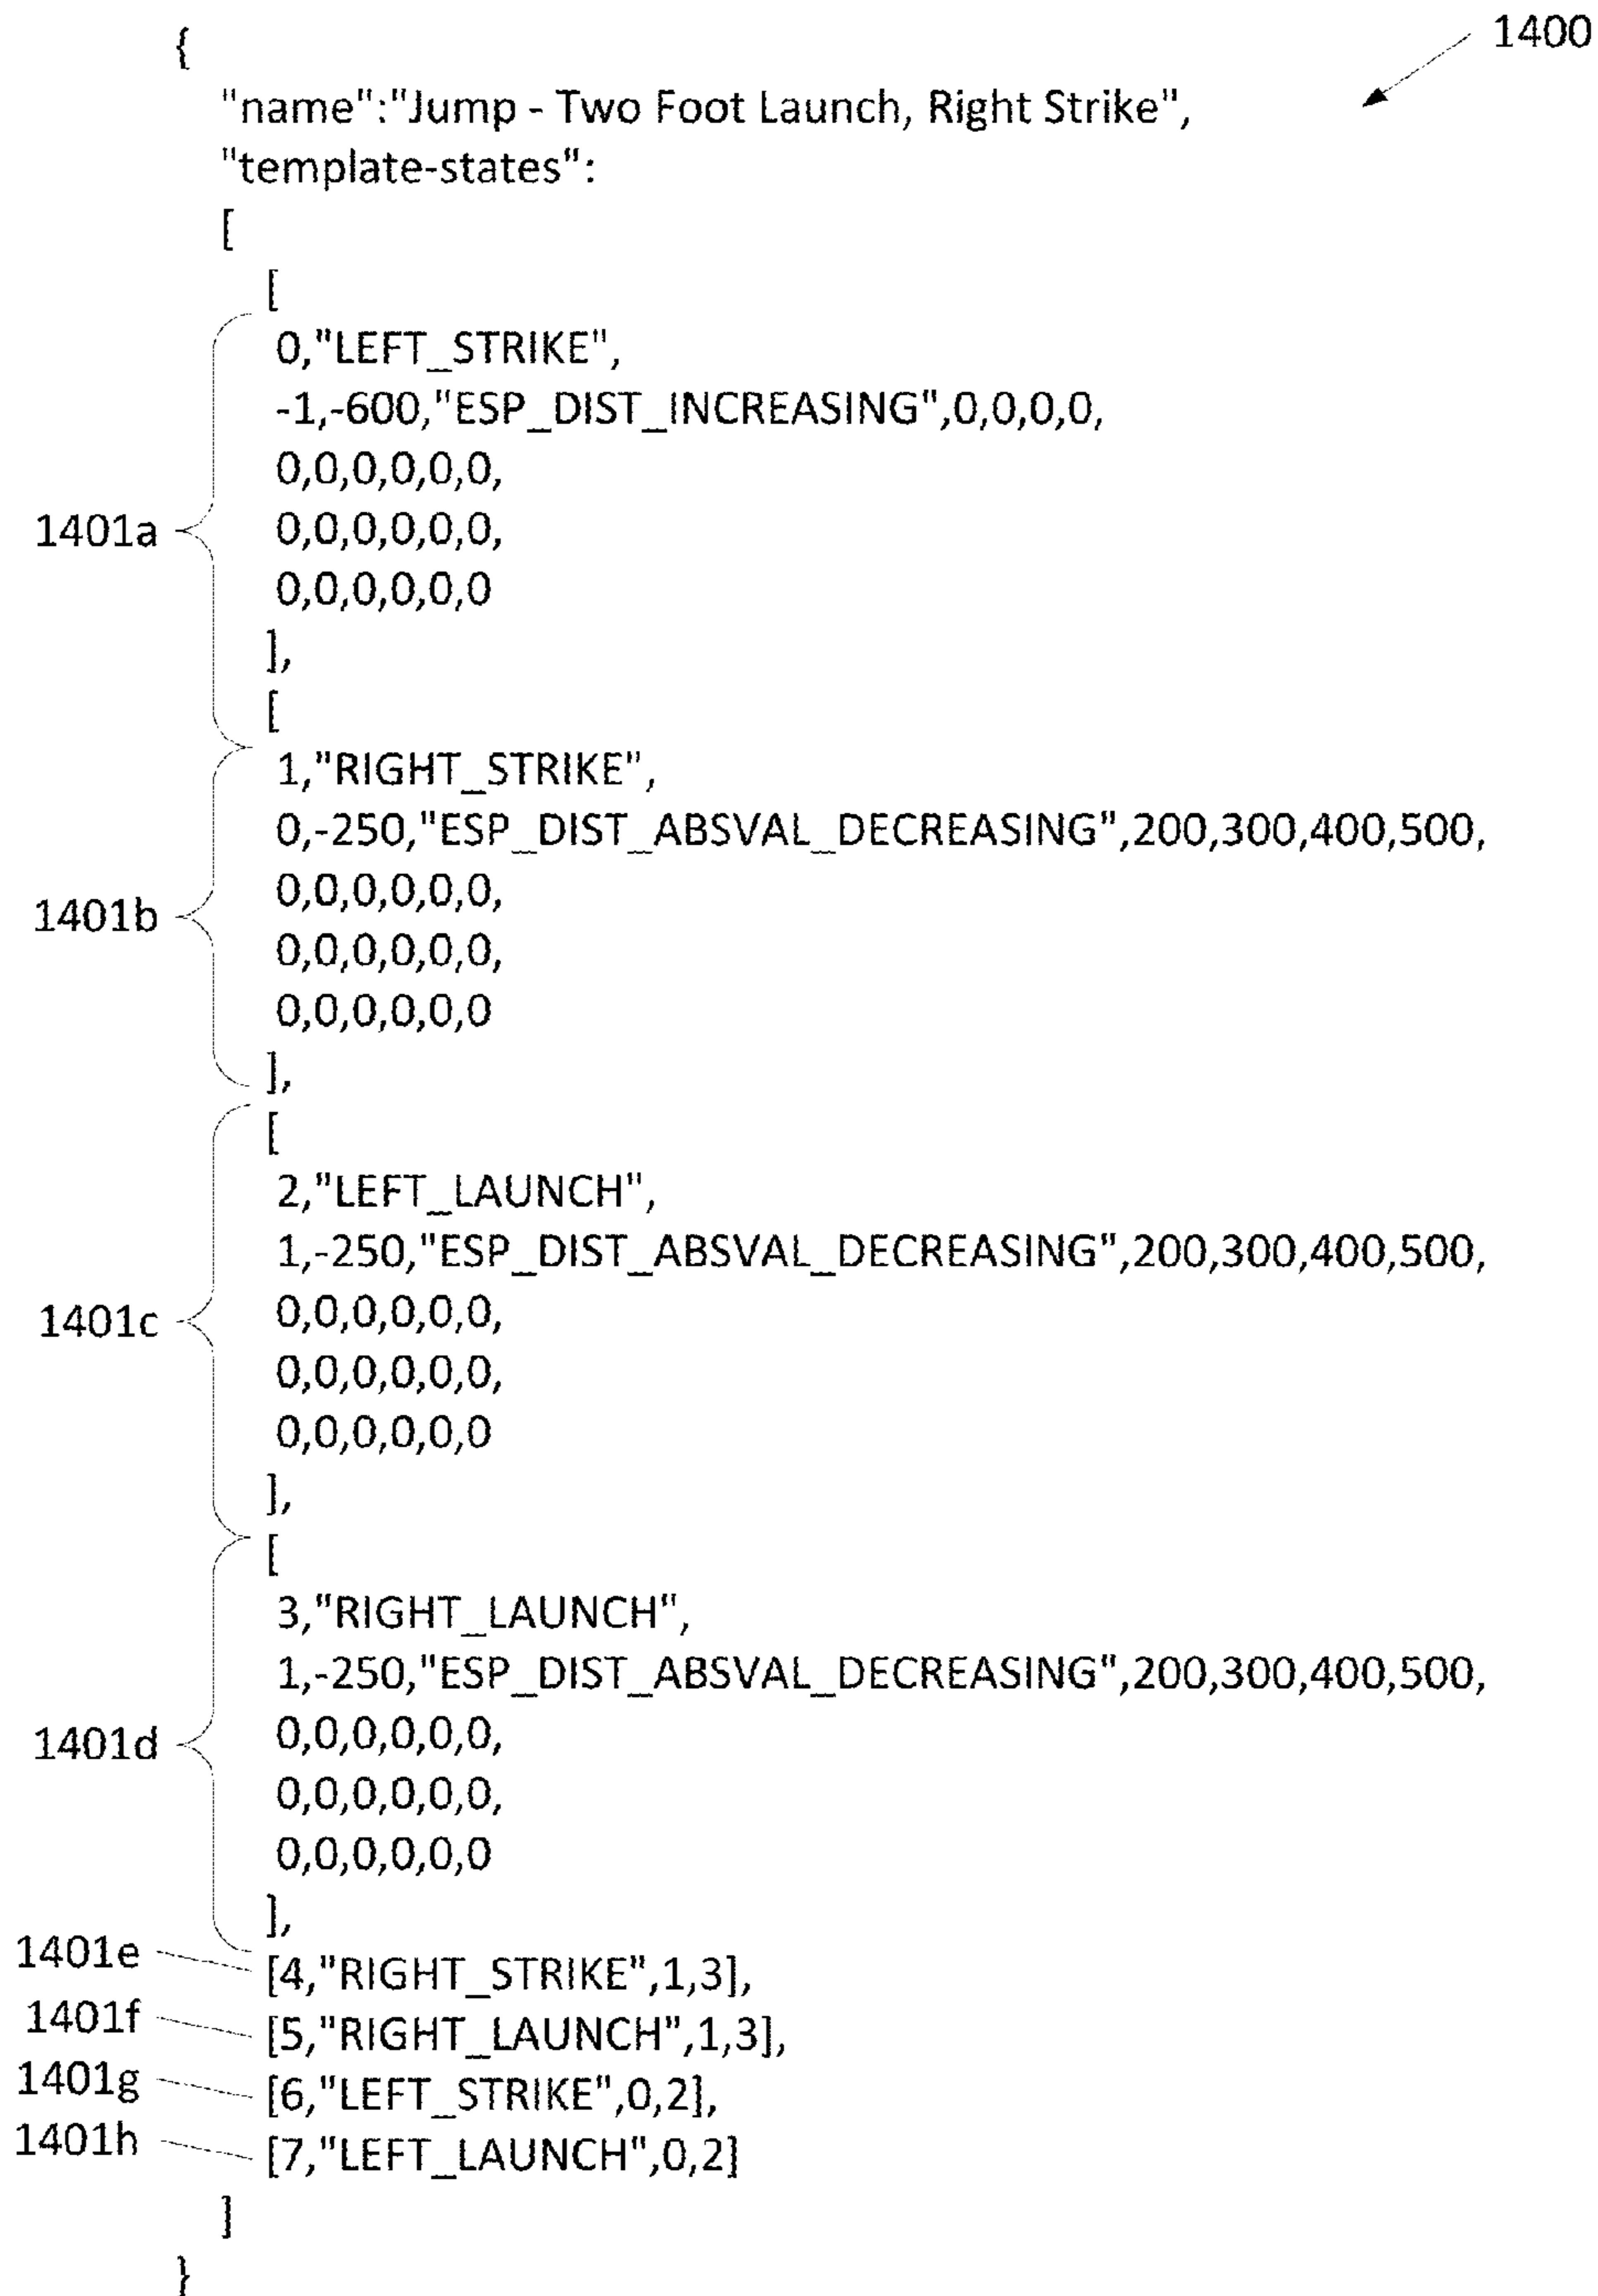 1400
{
"name":"Jump - Two Foot Launch, Right Strike",
"template-states":
[
[
0,"LEFT_STRIKE",
-1,-600,"ESP_DIST_INCREASING",0,0,0,0,
0,0,0,0,0,0,
1401a
0,0,0,0,0,0,
0,0,0,0,0,0
],
[
1,"RIGHT_STRIKE",
0,-250,"ESP_DIST_ABSVAL_DECREASING",200,300,400,500,
0,0,0,0,0,0,
1401b
0,0,0,0,0,0,
0,0,0,0,0,0
],
[
2,"LEFT_LAUNCH",
1,-250,"ESP_DIST_ABSVAL_DECREASING",200,300,400,500,
1401c
0,0,0,0,0,0,
0,0,0,0,0,0,
0,0,0,0,0,0
],
[
3,"RIGHT_LAUNCH",
1,-250,"ESP_DIST_ABSVAL_DECREASING",200,300,400,500,
1401d
0,0,0,0,0,0,
0,0,0,0,0,0,
0,0,0,0,0,0
],
1401e [4,"RIGHT_STRIKE",1,3],
1401f [5,"RIGHT_LAUNCH",1,3],
1401g [6,"LEFT_STRIKE",0,2],
1401h [7,"LEFT_LAUNCH",0,2]
]
}